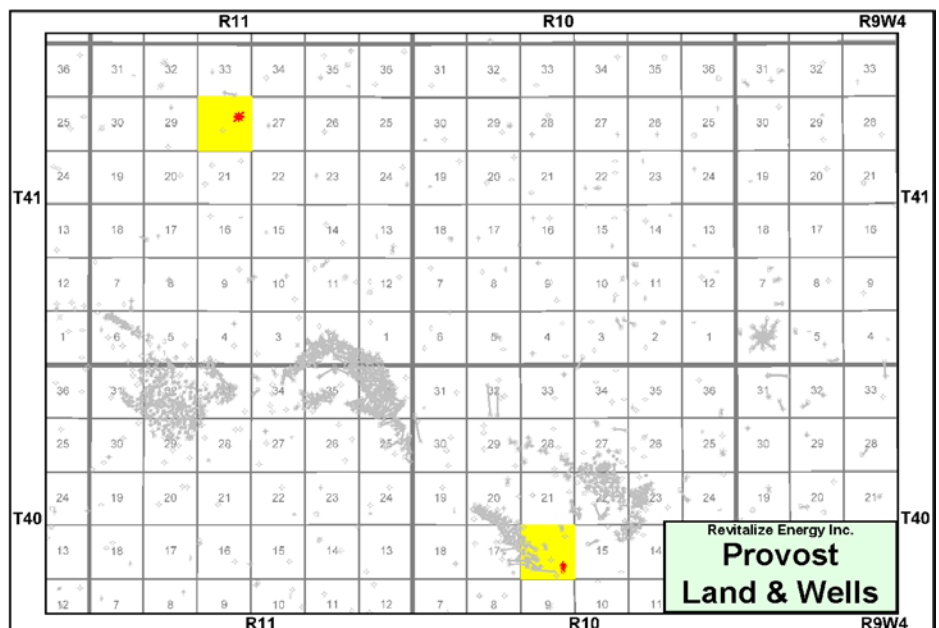 R11 R10 R9W4
36 31 32 33 34 35 36 31 32 33 34 35 36 31 32 33
25 30 29 27 26 25 30 29 28 27 26 25 30 29 28
24 19 20 21 22 23 24 19 20 21 22 23 24 19 20 21
T41 T41
13 18 17 16 15 14 13 18 17 16 15 14 13 18 17 16
12 7 8 9 10 11 12 7 8 9 10 11 12 7 8 9
1 6 5 4 3 1 6 5 4 3 2 1 5 4
36 31 34 35 31 32 33 34 35 36 31 32 33
25 30 29 28 27 26 25 30 29 28 27 26 25 30 29 28
24 19 20 21 22 23 24 19 20 21 22 23 24 19 20 21
T40 T40
Revitalize Energy Inc.
13 18 17 16 15 14 13 18 17 15 14
Provost
Land & Wells
12 7 8 9 10 11 12 7 8 9 10 11
R11 R10 R9W4